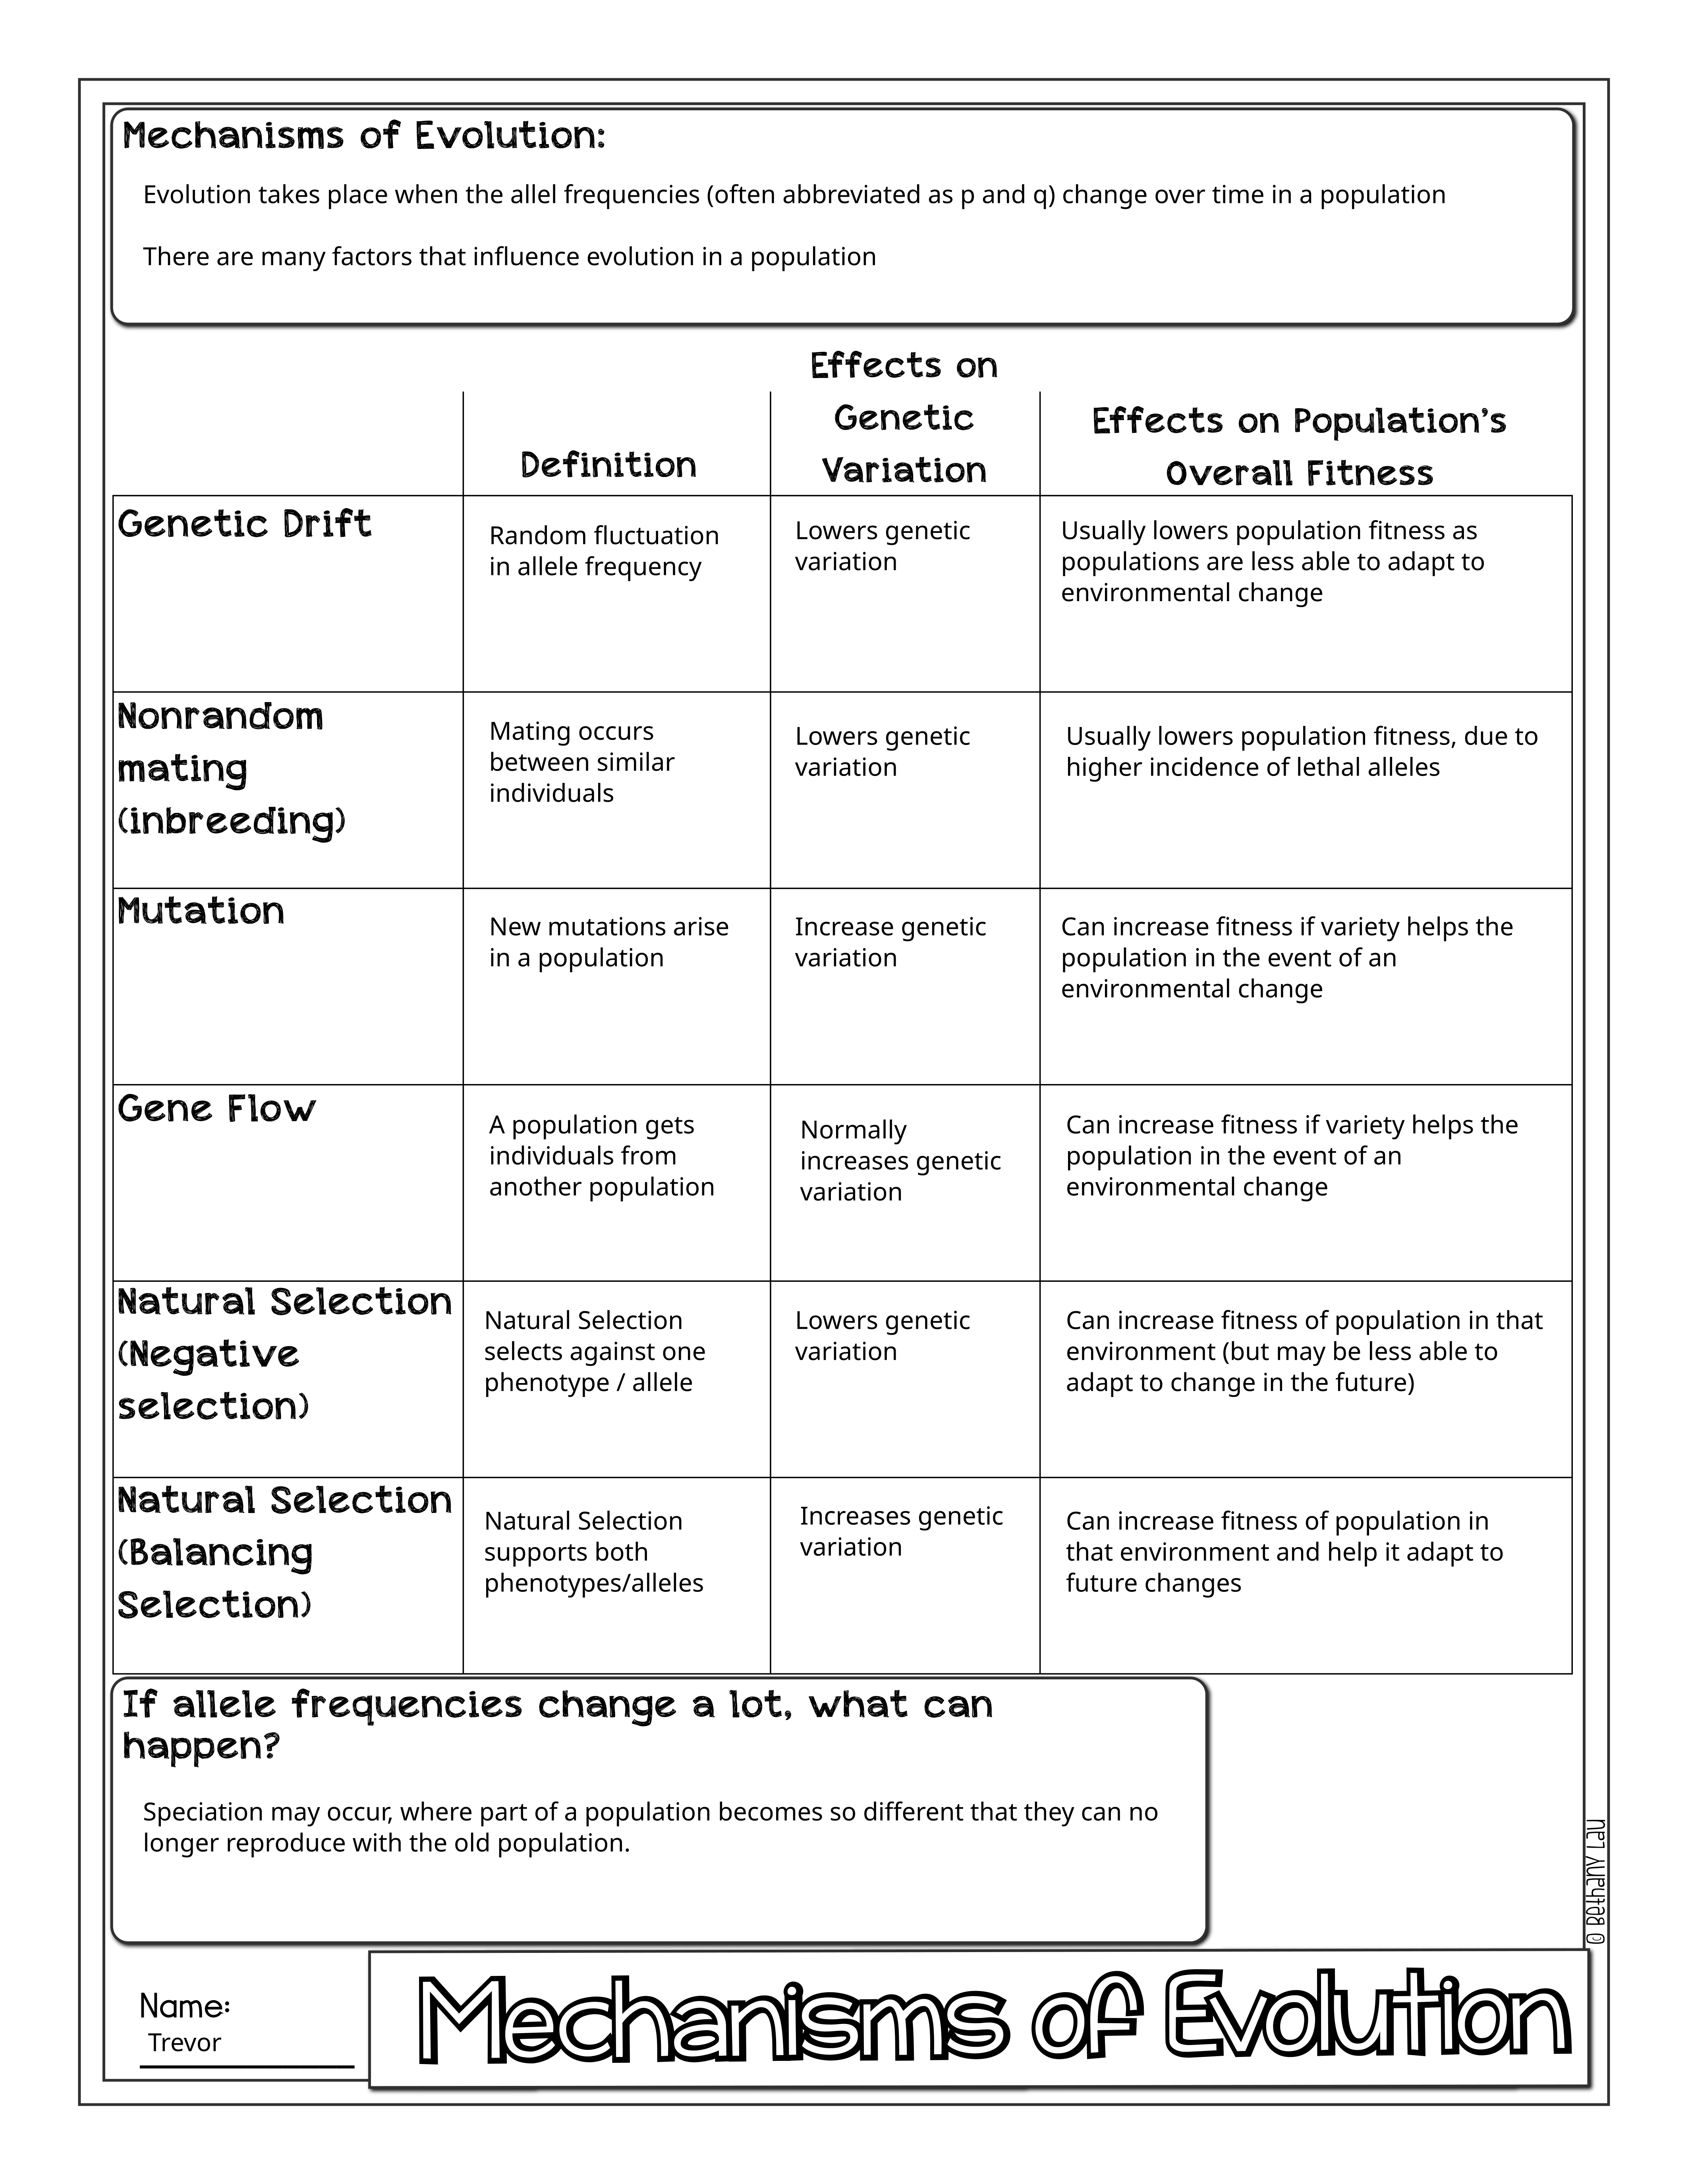 Mechanisms of Evolution:
Evolution takes place when the allel frequencies (often abbreviated as p and q) change over time in a population
There are many factors that influence evolution in a population
Effects on
Genetic
Variation
Definition
Effects on Population's
Overall Fitness
Genetic Drift
Random fluctuation
in allele frequency
Lowers genetic
variation
Usually lowers population fitness as
populations are less able to adapt to
environmental change
Nonrandom
mating
(inbreeding)
Mating occurs
between similar
individuals
Lowers genetic
variation
Usually lowers population fitness, due to
higher incidence of lethal alleles
Mutation
New mutations arise
in a population
Increase genetic
variation
Can increase fitness if variety helps the
population in the event of an
environmental change
Gene Flow
A population gets
individuals from
another population
Normally
increases genetic
variation
Can increase fitness if variety helps the
population in the event of an
environmental change
Natural Selection
(Negative
selection)
Natural Selection
selects against one
phenotype / allele
Lowers genetic
variation
Can increase fitness of population in that
environment (but may be less able to
adapt to change in the future)
Natural Selection
(Balancing
Selection)
Natural Selection
supports both
phenotypes/alleles
Increases genetic
variation
Can increase fitness of population in
that environment and help it adapt to
future changes
If allele frequencies change a lot, what can
happen?
Speciation may occur, where part of a population becomes so different that they can no
longer reproduce with the old population.
© Bethany Lau
Name:
Trevor
Mechanisms of Evolution